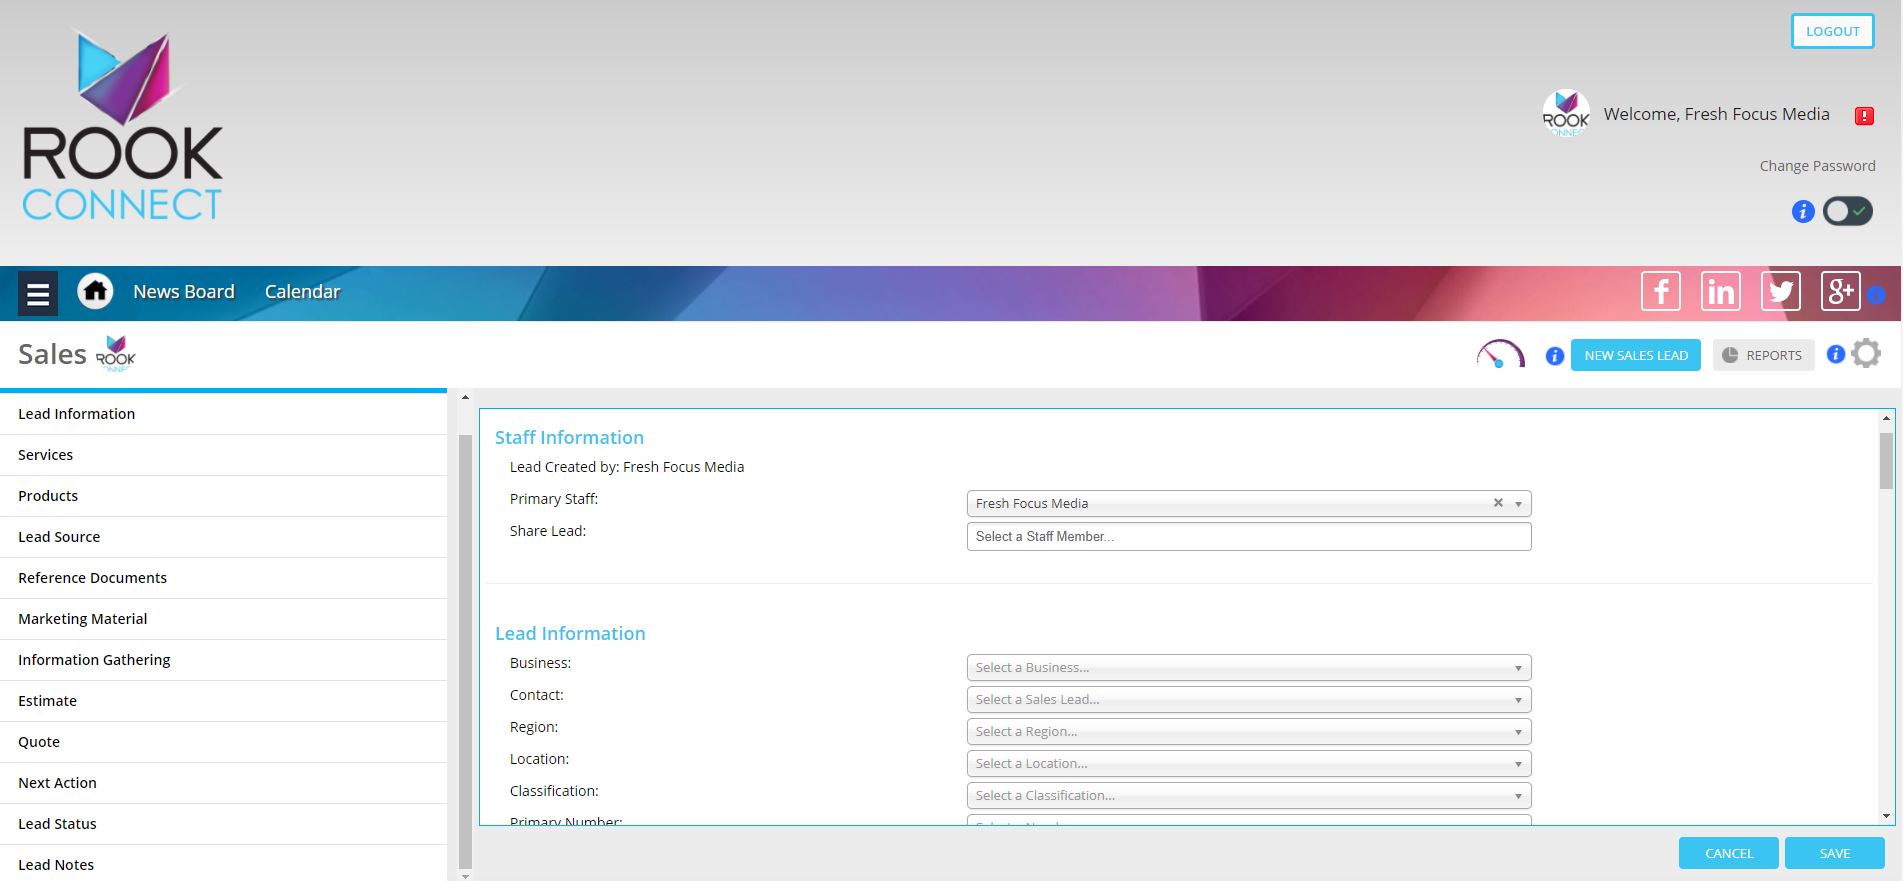 LOGOUT
ROOK
CONNECT
ROOK
CONNECT
Welcome, Fresh Focus Media
Change Password
News Board
Calendar
Sales
ROOK
CONNECT
NEW SALES LEAD
REPORTS
Lead Information
Services
Products
Lead Source
Reference Documents
Marketing Material
Information Gathering
Estimate
Quote
Next Action
Lead Status
Lead Notes
Staff Information
Lead Created by: Fresh Focus Media
Primary Staff:
Fresh Focus Media
Share Lead:
Select a Staff Member...
Lead Information
Business:
Select a Business...
Contact:
Select a Sales Lead...
Region:
Select a Region...
Location:
Select a Location...
Classification:
Select a Classification...
Primary Number:
CANCEL
SAVE